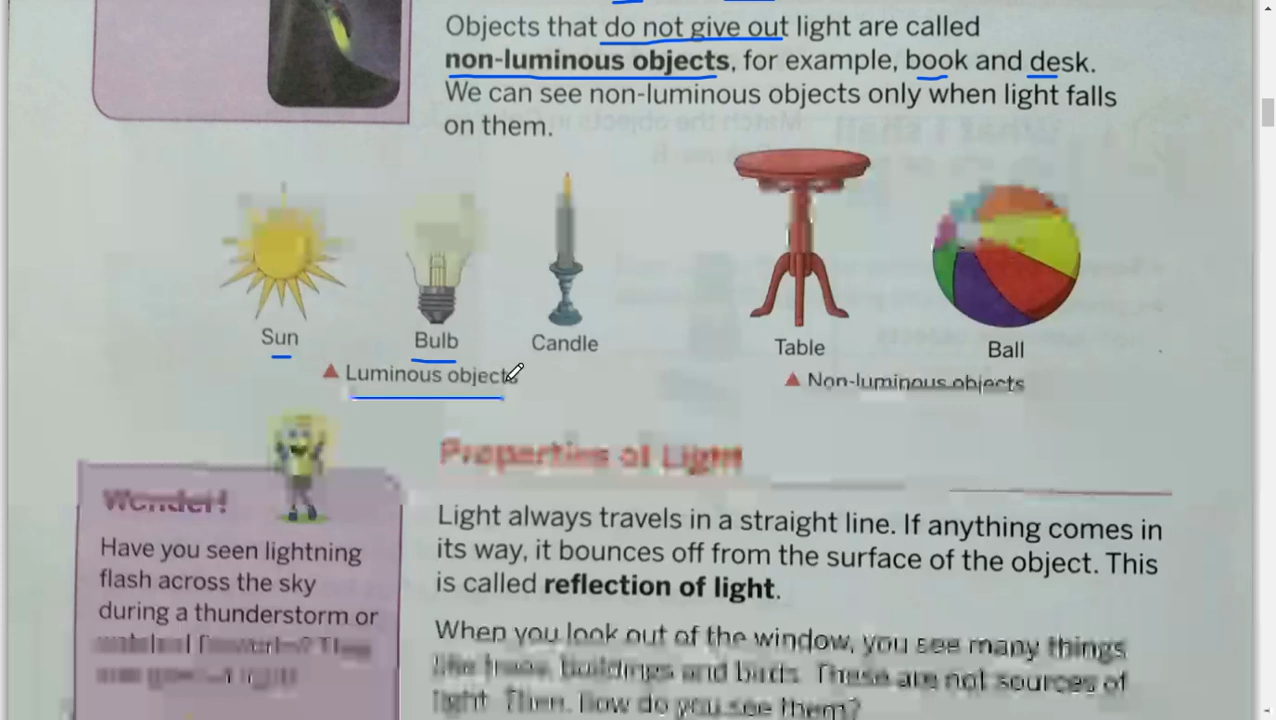 Objects that do not give out light are called
non-luminous objects, for example, book and desk.
We can see non-luminous objects only when light falls
on them.
Sun
Bulb
Candle
Table
Ball
Luminous objects
Non-luminous objects
Properties of Light
Wonder!
Have you seen lightning
flash across the sky
during a thunderstorm or
Light always travels in a straight line. If anything comes in
its way, it bounces off from the surface of the object. This
is called reflection of light.
When you look out of the window, you see many things
like trees, buildings and birds. These are not sources of
light. Then, how do you see them?